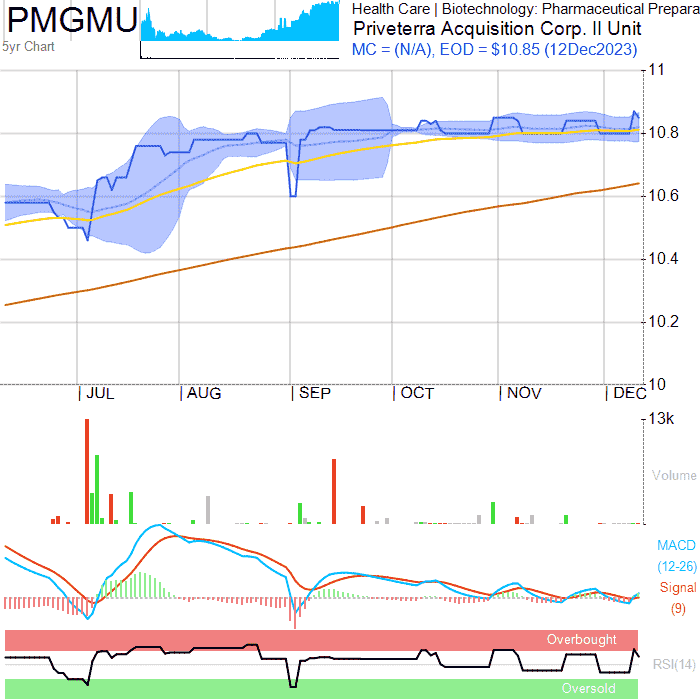 PMGMU
5yr Chart
Health Care | Biotechnology: Pharmaceutical Prepara
Priveterra Acquisition Corp. II Unit
MC = (N/A), EOD = $10.85 (12Dec2023)
11
10.8
10.6
10.4
10.2
10
| JUL | AUG | SEP | OCT | NOV | DEC
13k
Volume
MACD
(12-26)
Signal
(9)
Overbought
RSI(14)
Oversold